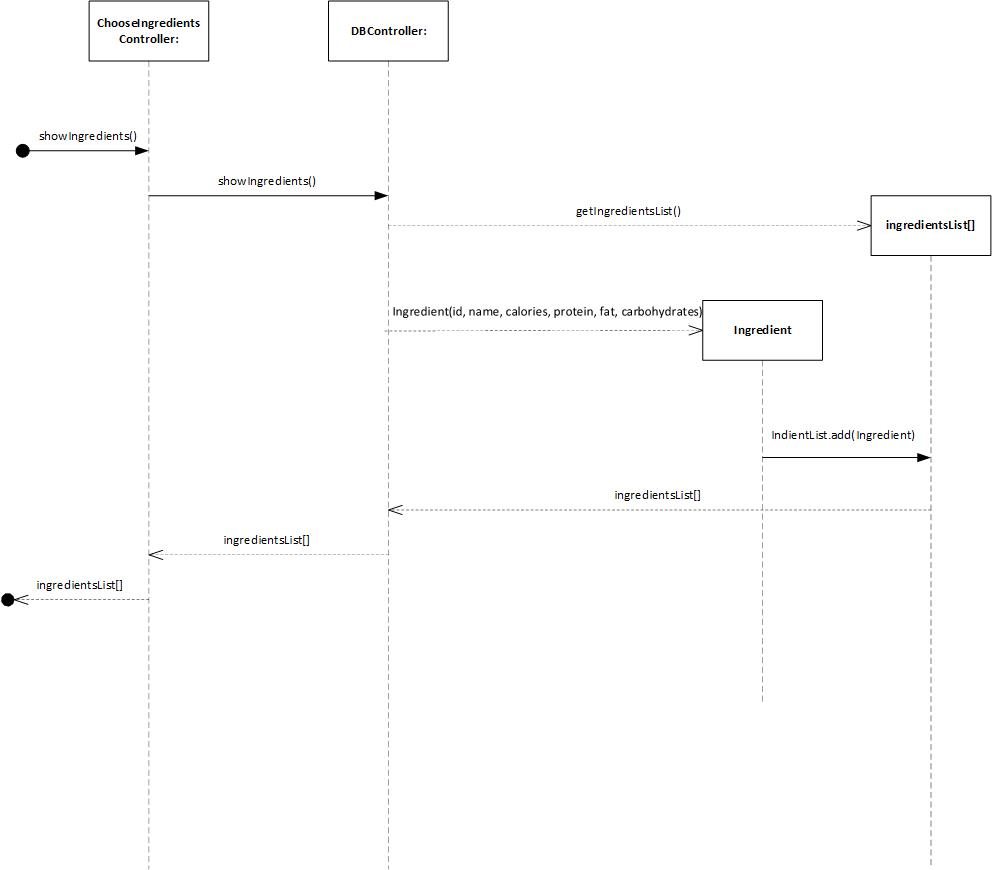 ChooseIngredients
Controller:
DBController:
showIngredients()
showIngredients()
getIngredientsList()
ingredientsList[]
Ingredient(id, name, calories, protein, fat, carbohydrates)
Ingredient
IndientList.add(Ingredient)
ingredientsList[]
ingredientsList[]
ingredientsList[]